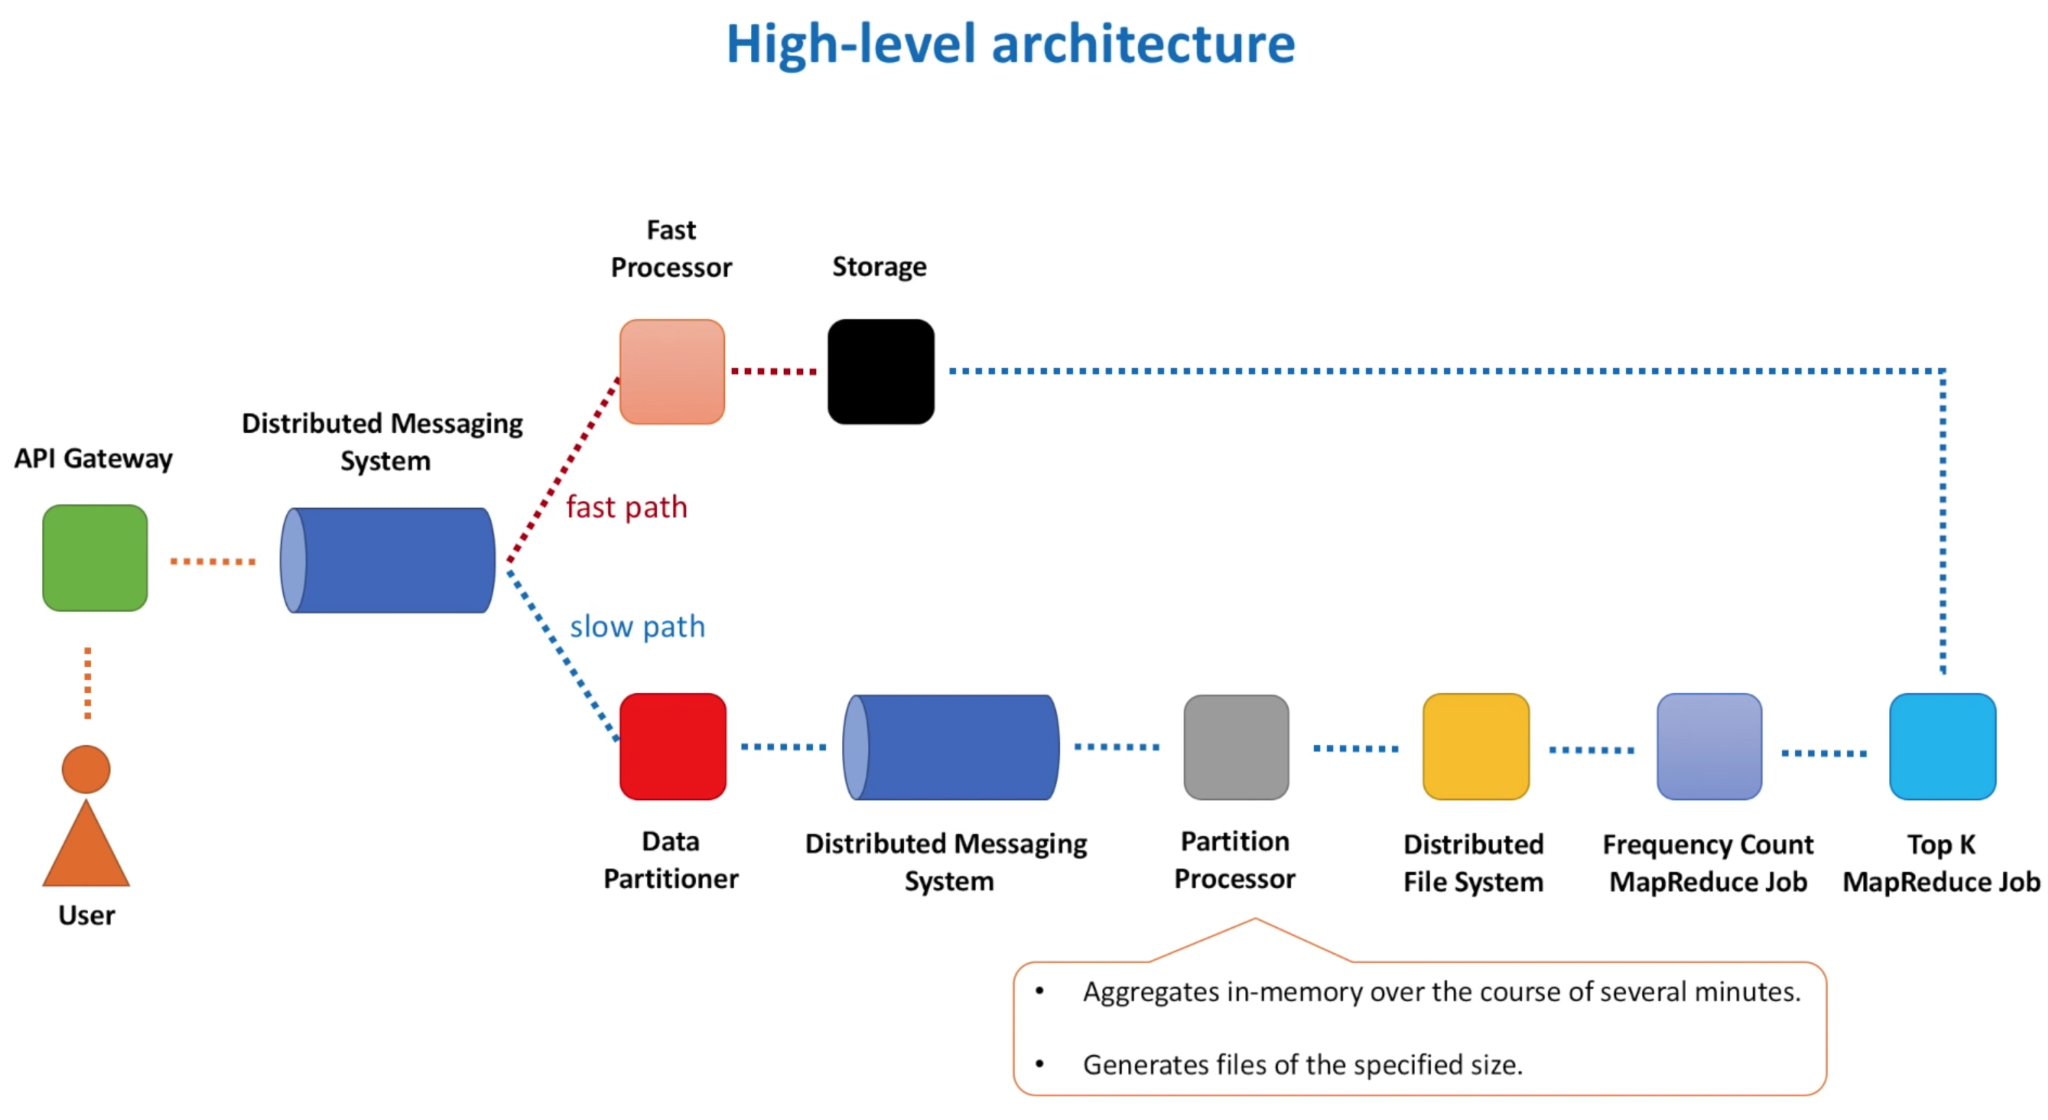 High-level architecture
Fast
Processor
Storage
Distributed Messaging
System
API Gateway
fast path
slow path
User
Data
Partitioner
Distributed Messaging
System
Partition
Processor
Distributed
File System
Frequency Count
MapReduce Job
Top K
MapReduce Job
• Aggregates in-memory over the course of several minutes.
• Generates files of the specified size.